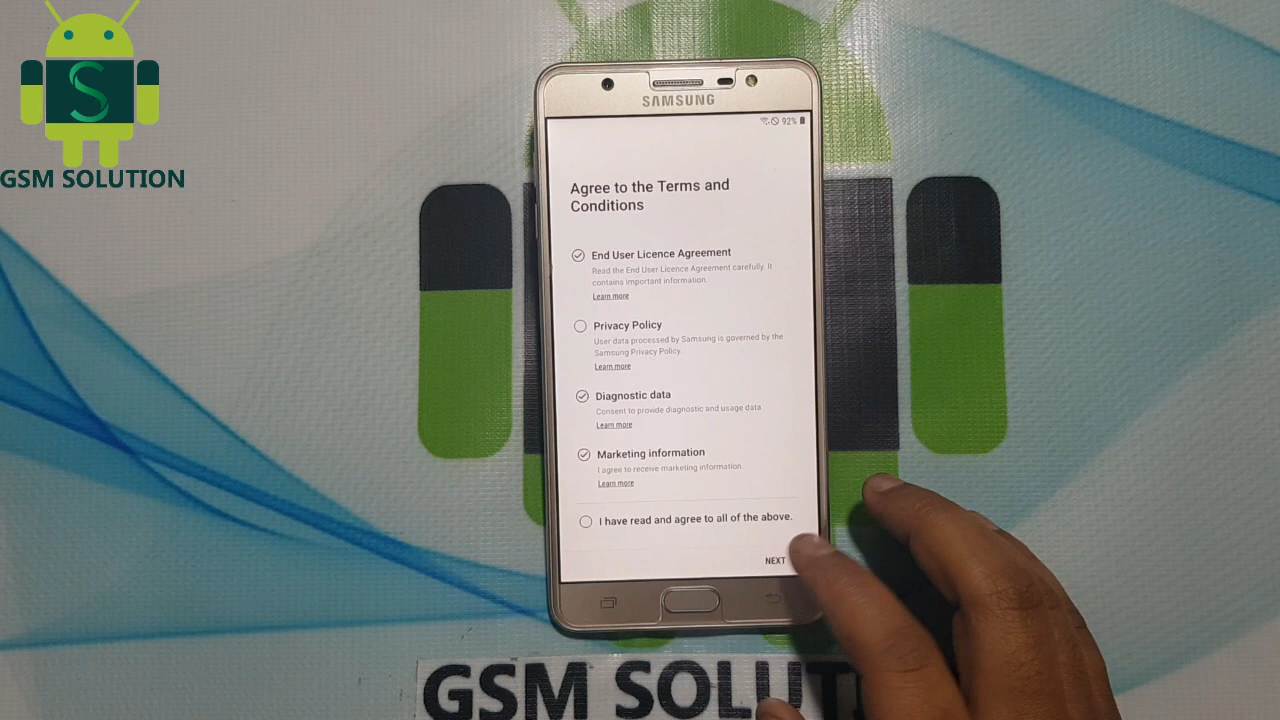 GSM SOLUTION
SAMSUNG
92%
Agree to the Terms and
Conditions
End User Licence Agreement
Read the End User Licence Agreement carefully. It
contains important information.
Learn more
Privacy Policy
User data processed by Samsung is governed by the
Samsung Privacy Policy.
Learn more
Diagnostic data
Consent to provide diagnostic and usage data.
Learn more
Marketing information
I agree to receive marketing information.
Learn more
I have read and agree to all of the above.
NEXT
GSM SOLUT